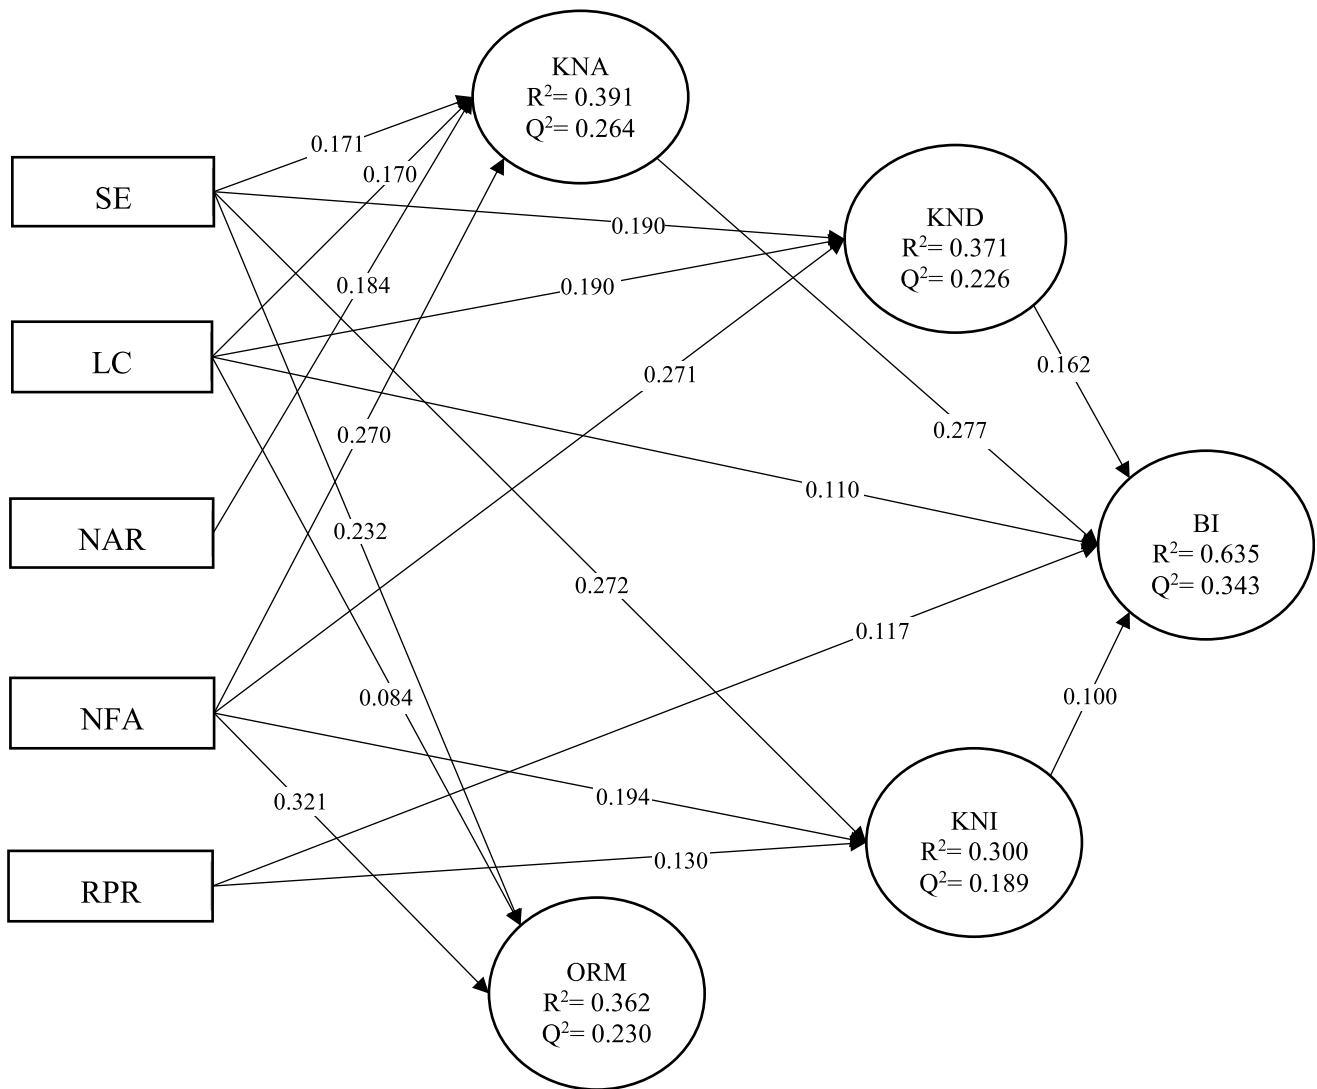 KNA
R²= 0.391
Q²= 0.264
0.171
0.170
SE
0.190
KND
R²= 0.371
Q²= 0.226
0.184
0.190
LC
0.162
0.271
0.277
0.270
0.110
NAR
0.232
BI
R²= 0.635
Q²= 0.343
0.272
0.117
0.084
0.100
NFA
0.321
0.194
KNI
R²= 0.300
Q²= 0.189
0.130
RPR
ORM
R²= 0.362
Q²= 0.230